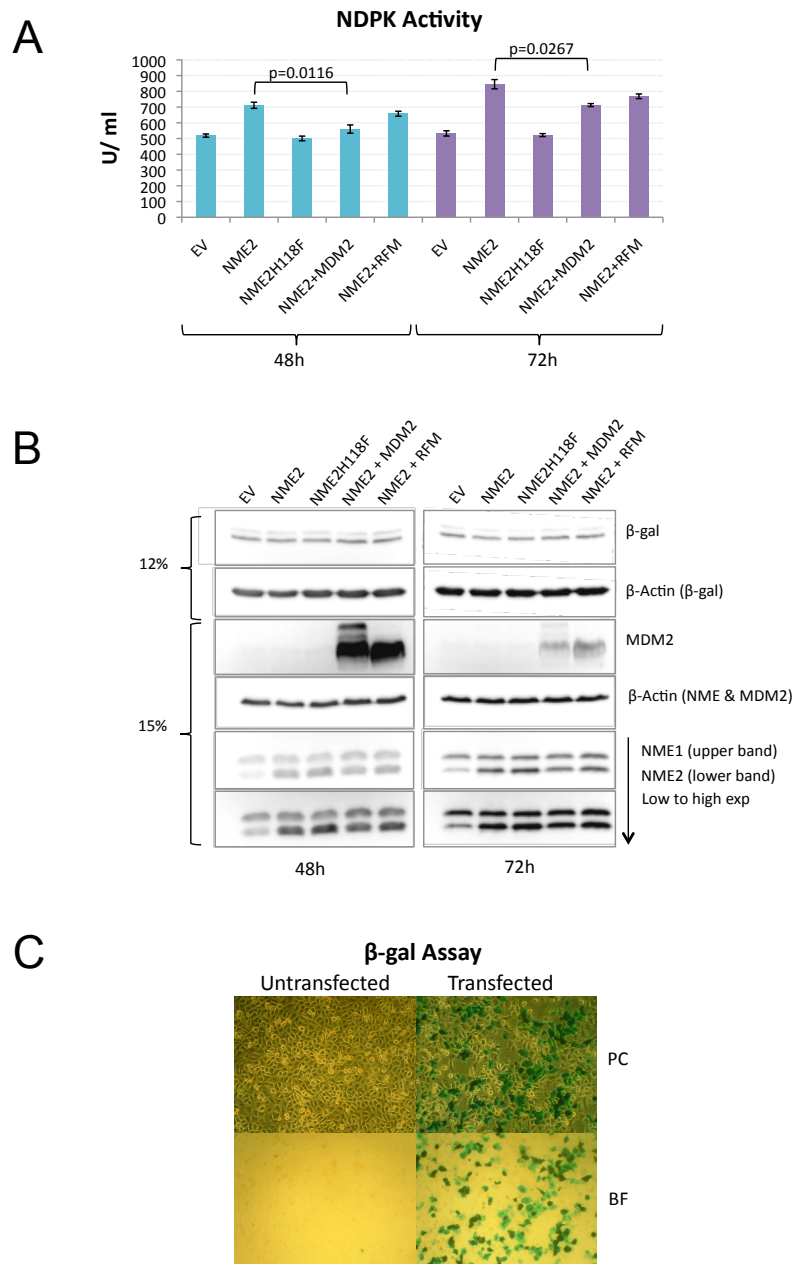 A
NDPK Activity
U/ ml
1000
900
800
700
600
500
400
300
200
100
0
p=0.0116
p=0.0267
EV
NME2
NME2H118F
NME2+MDM2
NME2+RFM
EV
NME2
NME2H118F
NME2+MDM2
NME2+RFM
48h
72h
B
EV
NME2
NME2H118F
NME2 + MDM2
NME2 + RFM
EV
NME2
NME2H118F
NME2 + MDM2
NME2 + RFM
12%
15%
β-gal
β-Actin (β-gal)
MDM2
β-Actin (NME & MDM2)
NME1 (upper band)
NME2 (lower band)
Low to high exp
48h
72h
C
β-gal Assay
Untransfected
Transfected
PC
BF